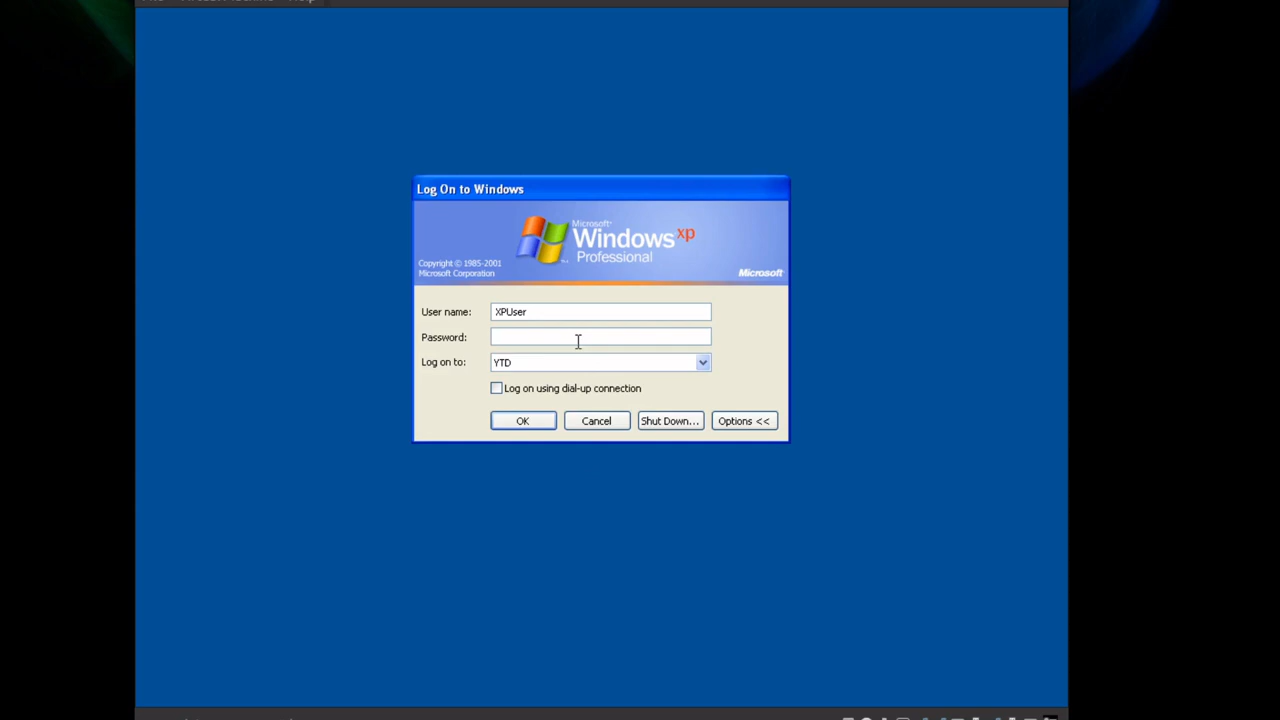 Log On to Windows
Microsoft®
Windows xp
Professional
Copyright © 1985-2001
Microsoft Corporation
Microsoft
User name: XPUser
Password:
Log on to: YTD
Log on using dial-up connection
OK Cancel Shut Down... Options <<